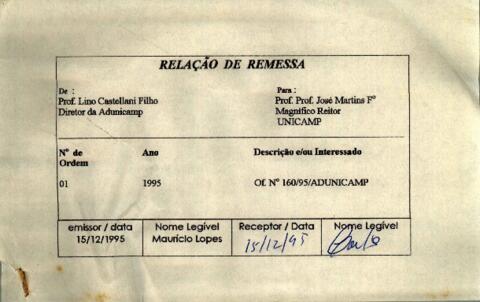 RELAÇÃO DE REMESSA
De :
Prof. Lino Castellani Filho
Diretor da Adunicamp
Para :
Prof. Prof. José Martins Fº
Magnífico Reitor
UNICAMP
Nº de Ordem
Ano
Descrição e/ou Interessado
01
1995
Of. Nº 160/95/ADUNICAMP
emissor / data
15/12/1995
Nome Legível
Maurício Lopes
Receptor / Data
15/12/95
Nome Legível